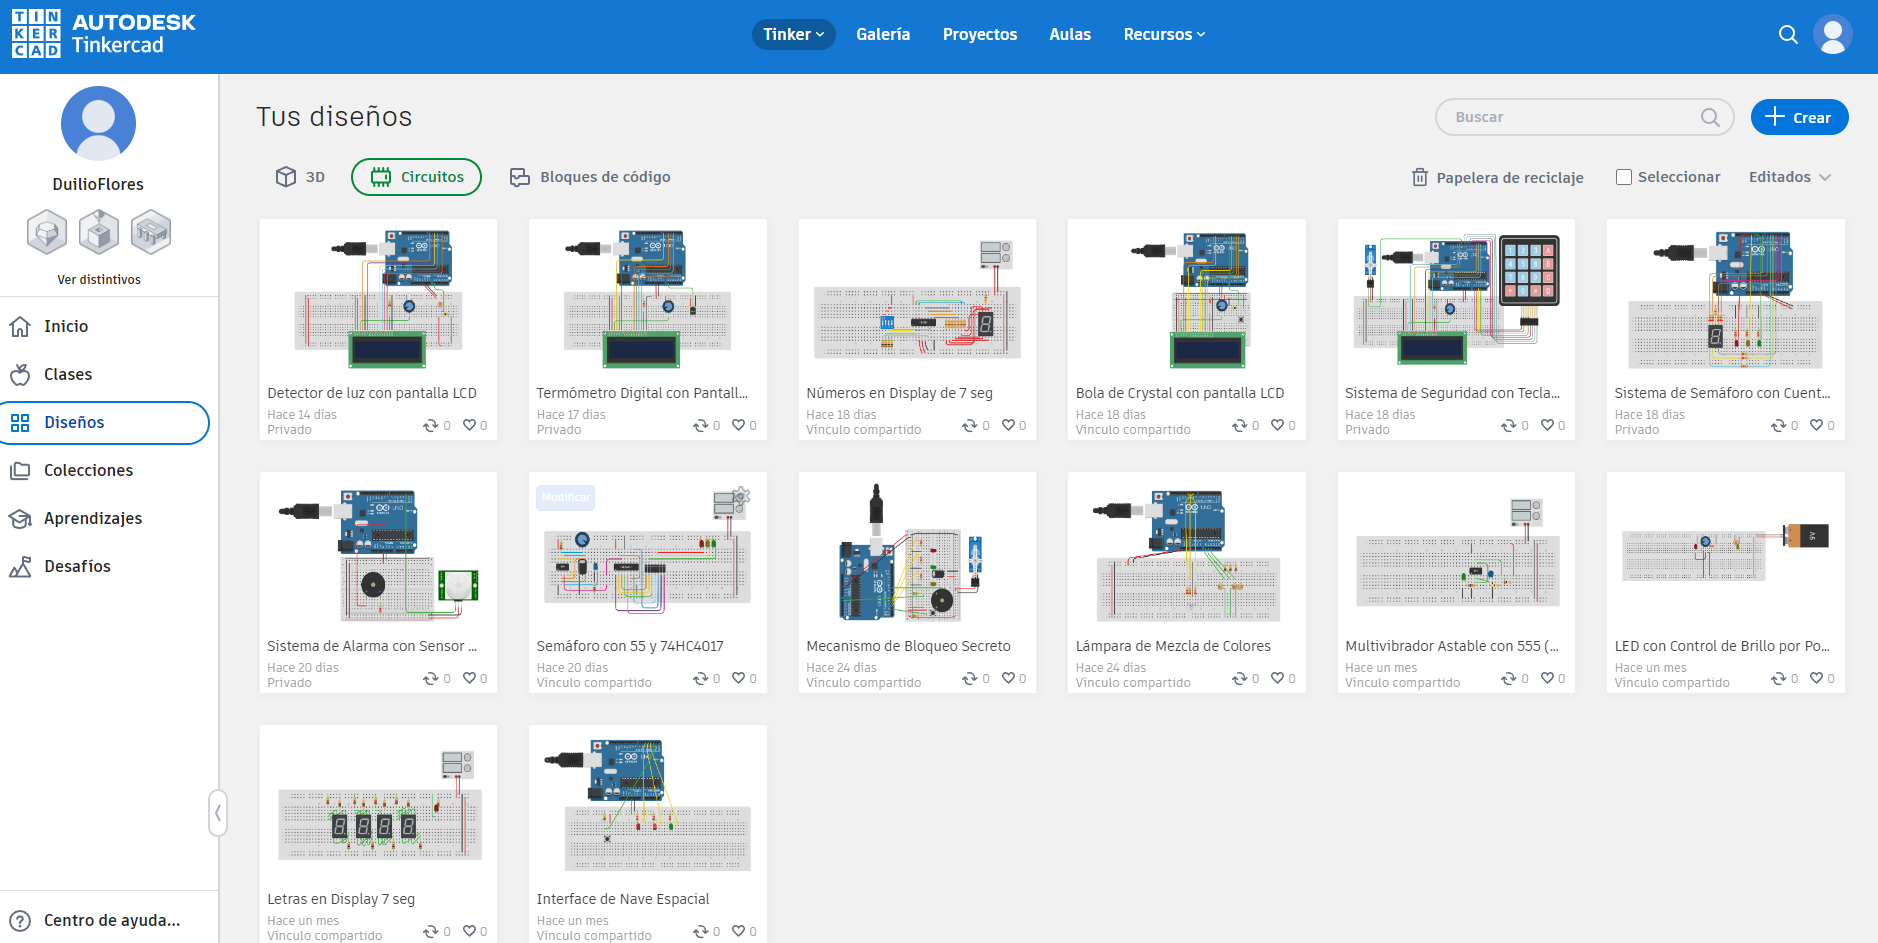 TIN
KER
CAD
AUTODESK
Tinkercad
Tinker
Galería
Proyectos
Aulas
Recursos
DuilioFlores
Ver distintivos
Inicio
Clases
Diseños
Colecciones
Aprendizajes
Desafíos
Centro de ayuda...
Tus diseños
Buscar
Crear
3D
Circuitos
Bloques de código
Papelera de reciclaje
Seleccionar
Editados
Detector de luz con pantalla LCD
Hace 14 días
Privado
0
0
Termómetro Digital con Pantall...
Hace 17 días
Privado
0
0
Números en Display de 7 seg
Hace 18 días
Vínculo compartido
0
0
Bola de Crystal con pantalla LCD
Hace 18 días
Vínculo compartido
0
0
Sistema de Seguridad con Tecla...
Hace 18 días
Privado
0
0
Sistema de Semáforo con Cuent...
Hace 18 días
Privado
0
0
Sistema de Alarma con Sensor ...
Hace 20 días
Privado
0
0
Modificar
Semáforo con 55 y 74HC4017
Hace 20 días
Vínculo compartido
0
0
Mecanismo de Bloqueo Secreto
Hace 24 días
Vínculo compartido
0
0
Lámpara de Mezcla de Colores
Hace 24 días
Vínculo compartido
0
0
Multivibrador Astable con 555 (...
Hace un mes
Vínculo compartido
0
0
9V
LED con Control de Brillo por Po...
Hace un mes
Vínculo compartido
0
0
Letras en Display 7 seg
Hace un mes
Vínculo compartido
0
0
Interface de Nave Espacial
Hace un mes
Vínculo compartido
0
0